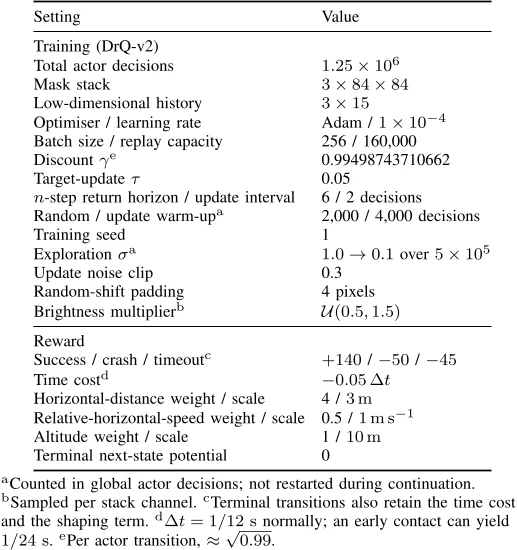 Setting Value
Training (DrQ-v2)
Total actor decisions 1.25 × 10⁶
Mask stack 3 × 84 × 84
Low-dimensional history 3 × 15
Optimiser / learning rate Adam / 1 × 10⁻⁴
Batch size / replay capacity 256 / 160,000
Discount γᵉ 0.99498743710662
Target-update τ 0.05
n-step return horizon / update interval 6 / 2 decisions
Random / update warm-upᵃ 2,000 / 4,000 decisions
Training seed 1
Exploration σᵃ 1.0 → 0.1 over 5 × 10⁵
Update noise clip 0.3
Random-shift padding 4 pixels
Brightness multiplierᵇ 𝒰(0.5, 1.5)
Reward
Success / crash / timeoutᶜ +140 / −50 / −45
Time costᵈ −0.05 Δt
Horizontal-distance weight / scale 4 / 3 m
Relative-horizontal-speed weight / scale 0.5 / 1 m s⁻¹
Altitude weight / scale 1 / 10 m
Terminal next-state potential 0
ᵃCounted in global actor decisions; not restarted during continuation.
ᵇSampled per stack channel. ᶜTerminal transitions also retain the time cost
and the shaping term. ᵈΔt = 1/12 s normally; an early contact can yield
1/24 s. ᵉPer actor transition, ≈ √0.99.